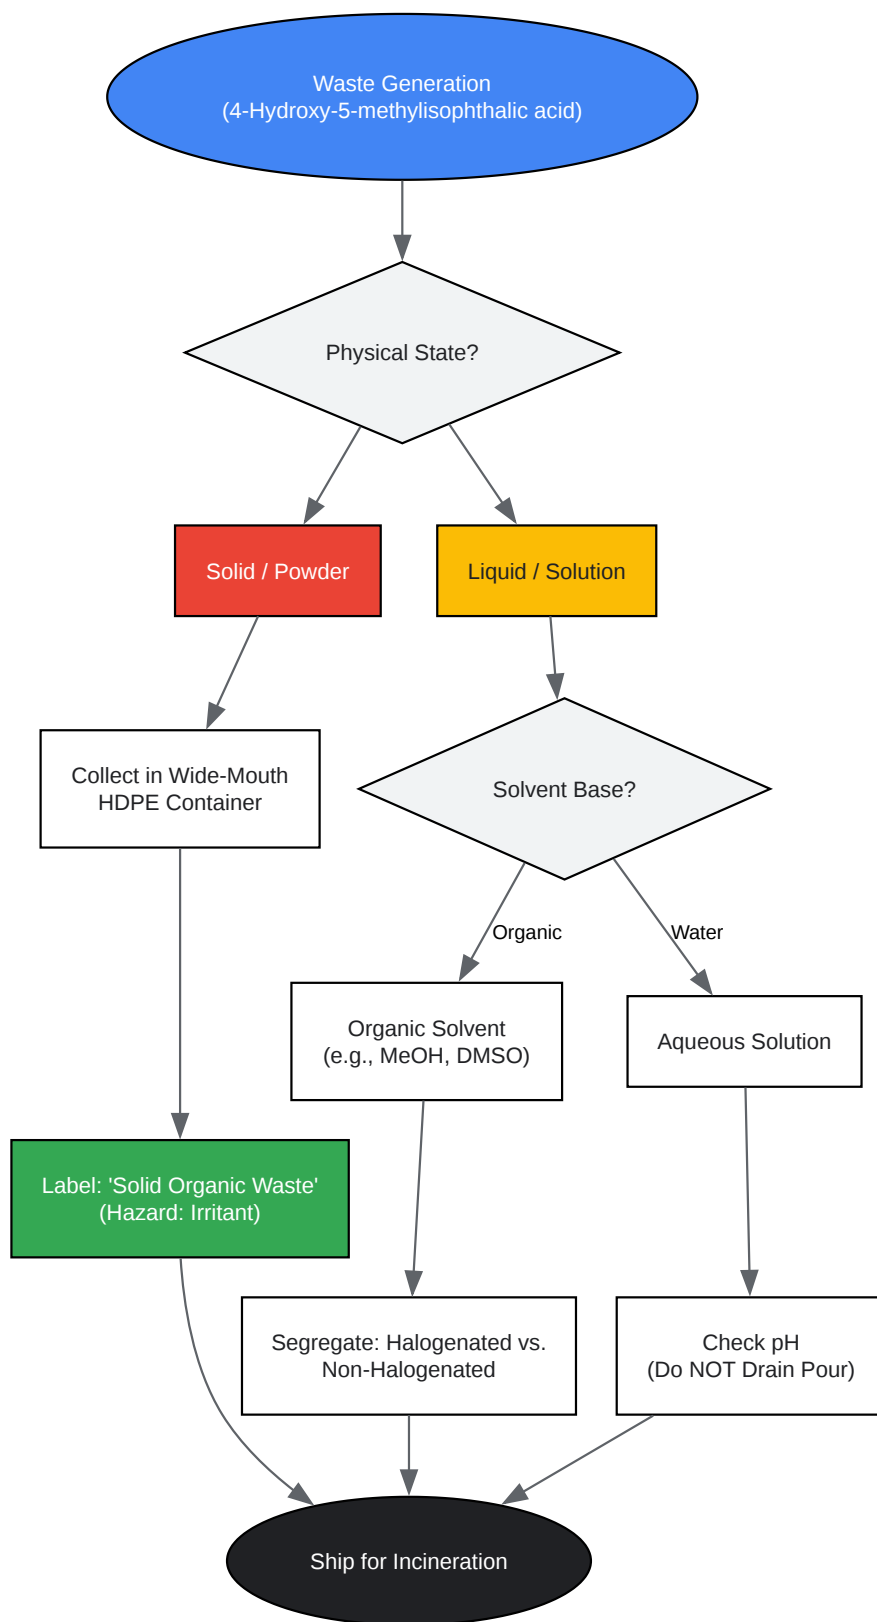 Waste Generation
(4-Hydroxy-5-methylisophthalic acid)
Physical State?
Solid / Powder
Liquid / Solution
Collect in Wide-Mouth
HDPE Container
Solvent Base?
Organic
Water
Organic Solvent
(e.g., MeOH, DMSO)
Aqueous Solution
Label: 'Solid Organic Waste'
(Hazard: Irritant)
Segregate: Halogenated vs.
Non-Halogenated
Check pH
(Do NOT Drain Pour)
Ship for Incineration